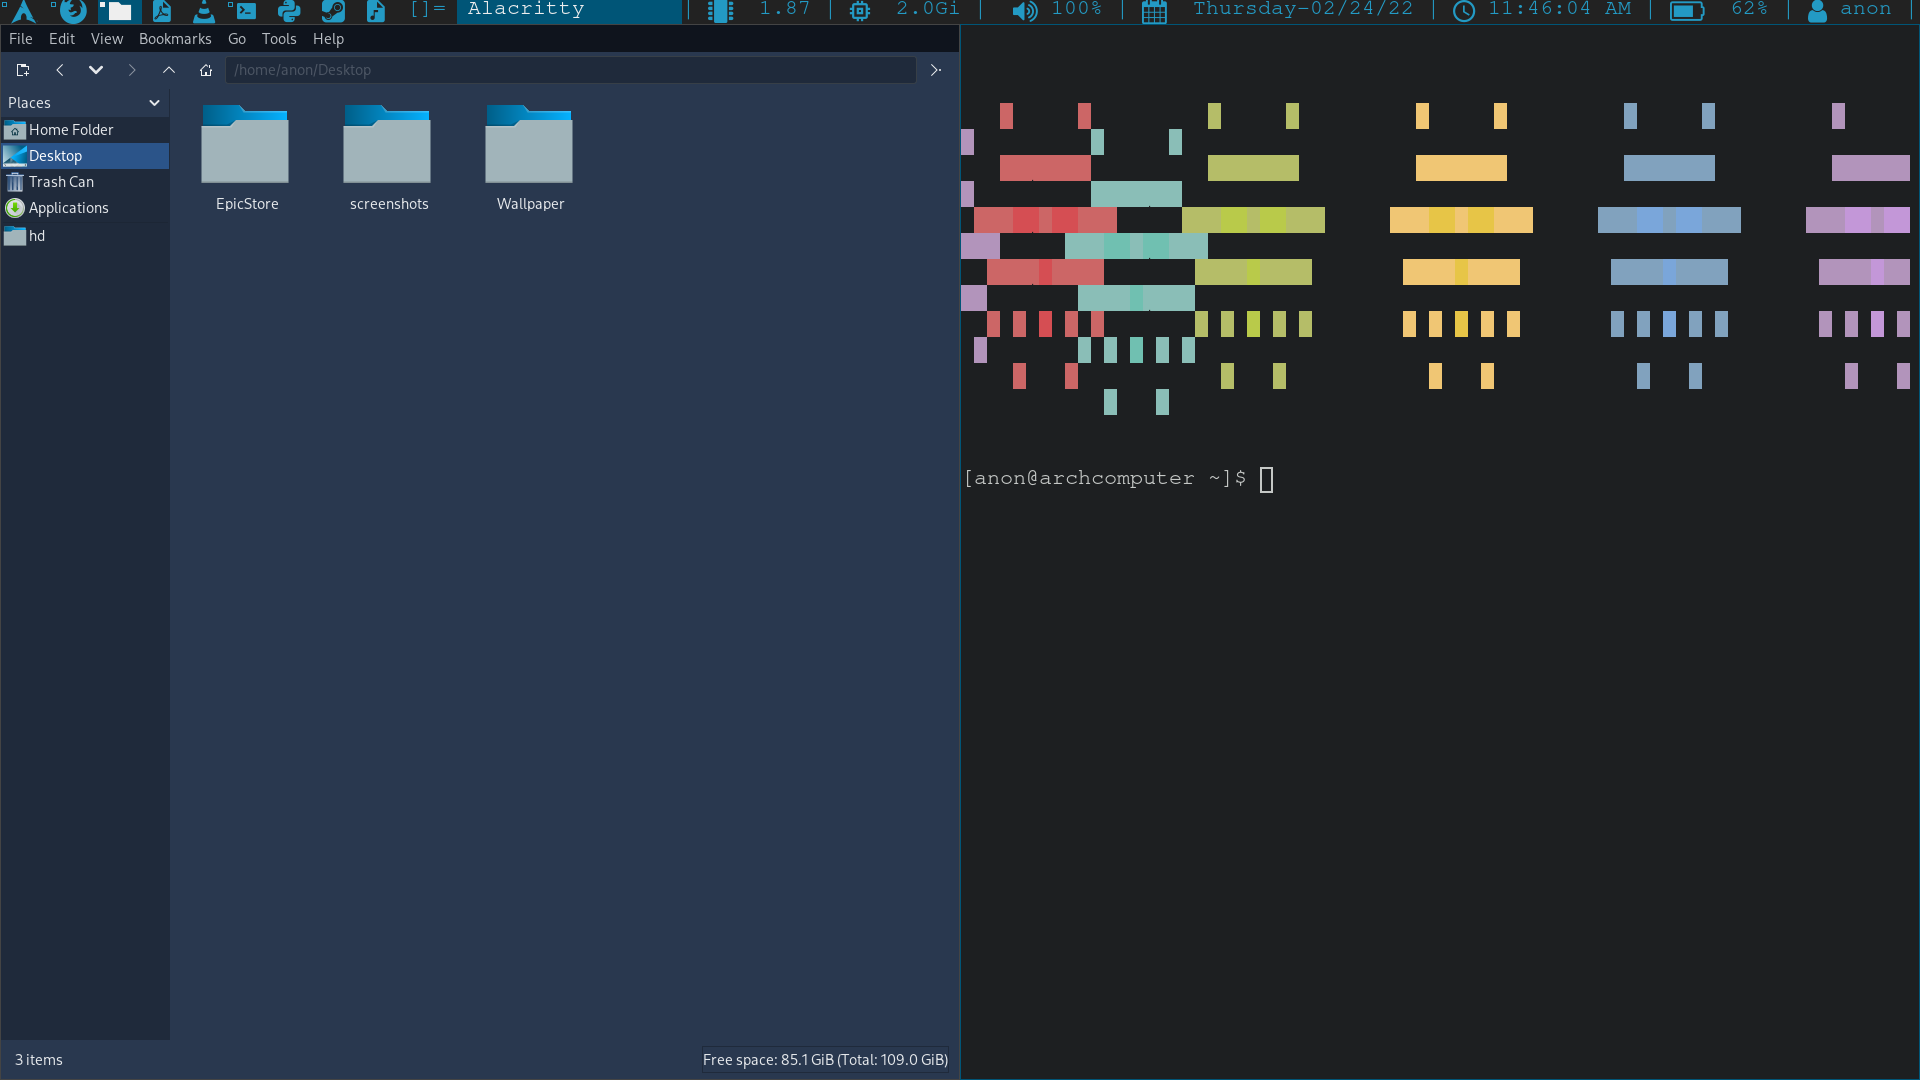 []= Alacritty | 1.87 | 2.0Gi | 100% | Thursday-02/24/22 | 11:46:04 AM | 62% | anon |
File Edit View Bookmarks Go Tools Help
/home/anon/Desktop
Places
Home Folder
Desktop
Trash Can
Applications
hd
EpicStore screenshots Wallpaper
3 items
Free space: 85.1 GiB (Total: 109.0 GiB)
[anon@archcomputer ~]$